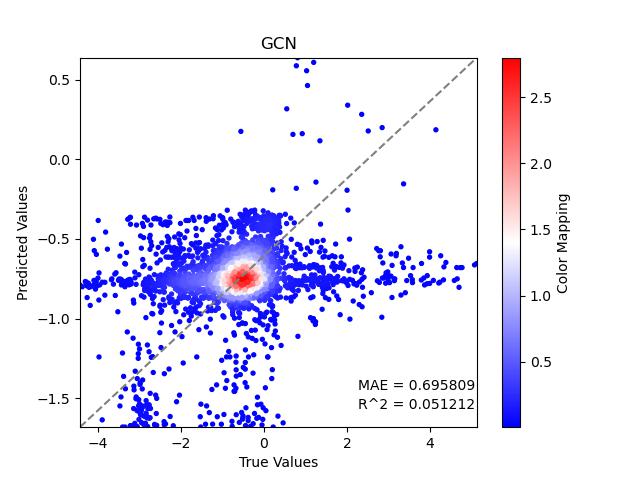 GCN
0.5
0.0
−0.5
−1.0
−1.5
Predicted Values
−4
−2
0
2
4
True Values
MAE = 0.695809
R^2 = 0.051212
2.5
2.0
1.5
1.0
0.5
Color Mapping